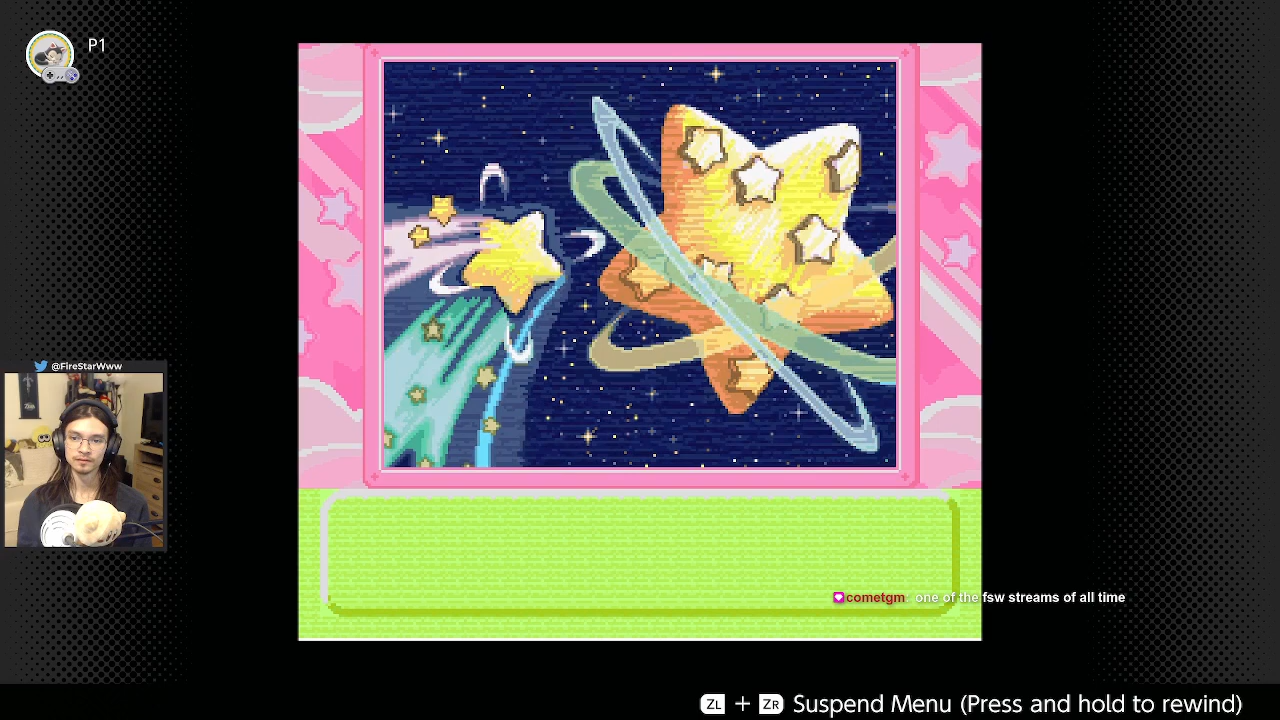 P1
@FireStarWww
cometgm one of the fsw streams of all time
ZL + ZR Suspend Menu (Press and hold to rewind)